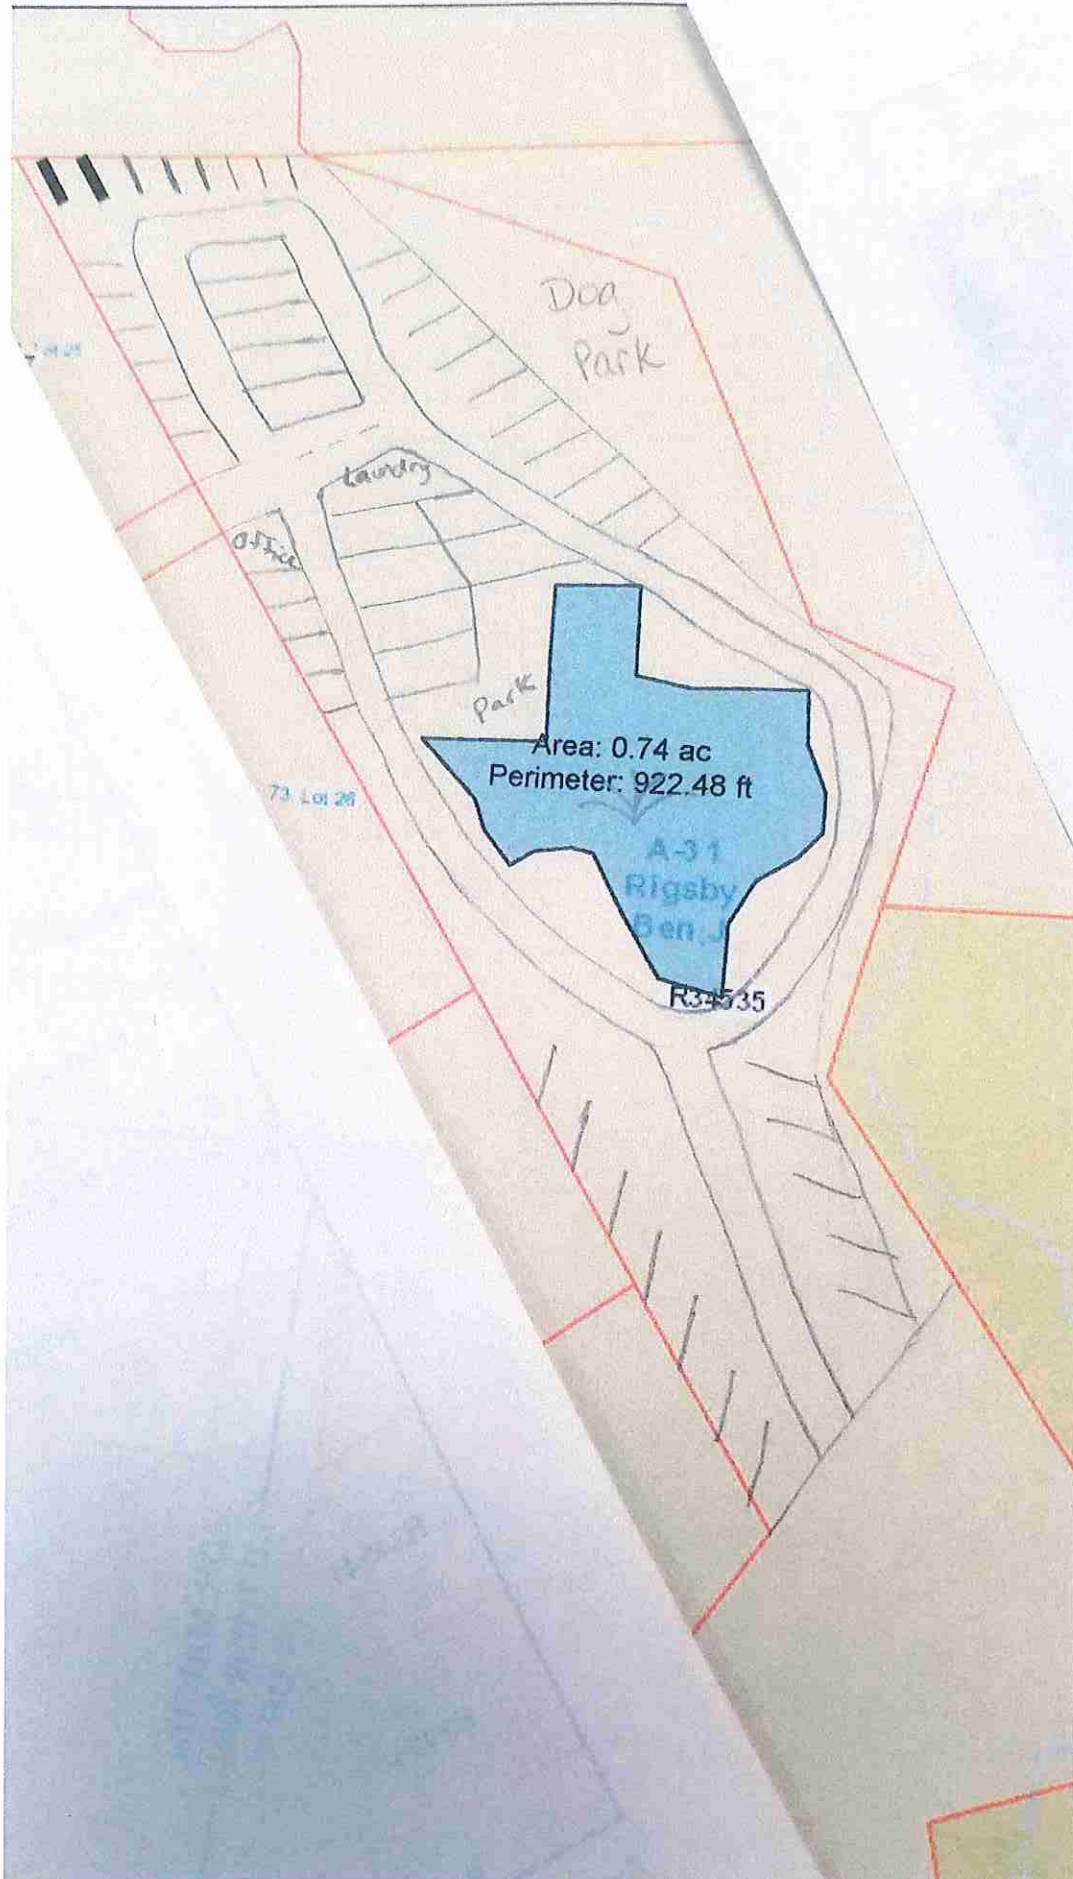 Dog
Park
Laundry
Office
Park
Area: 0.74 ac
Perimeter: 922.48 ft
73 Lot 26
A-31
Rigsby
Ben J
R34535